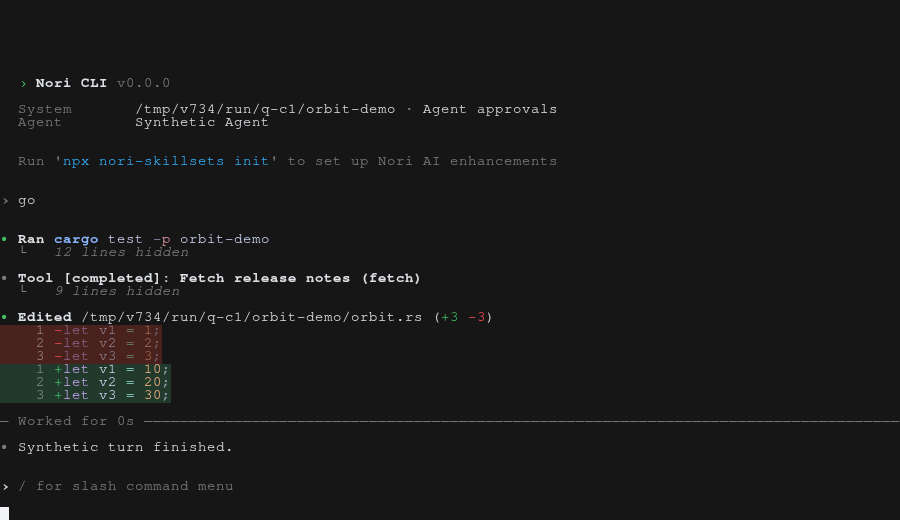 › Nori CLI v0.0.0
System       /tmp/v734/run/q-c1/orbit-demo · Agent approvals
Agent        Synthetic Agent
Run 'npx nori-skillsets init' to set up Nori AI enhancements
› go
• Ran cargo test -p orbit-demo
└   12 lines hidden
• Tool [completed]: Fetch release notes (fetch)
└   9 lines hidden
• Edited /tmp/v734/run/q-c1/orbit-demo/orbit.rs (+3 -3)
1 -let v1 = 1;
2 -let v2 = 2;
3 -let v3 = 3;
1 +let v1 = 10;
2 +let v2 = 20;
3 +let v3 = 30;
─ Worked for 0s ─────────────────────────────────────────────────────────────────────────────────────
• Synthetic turn finished.
› / for slash command menu